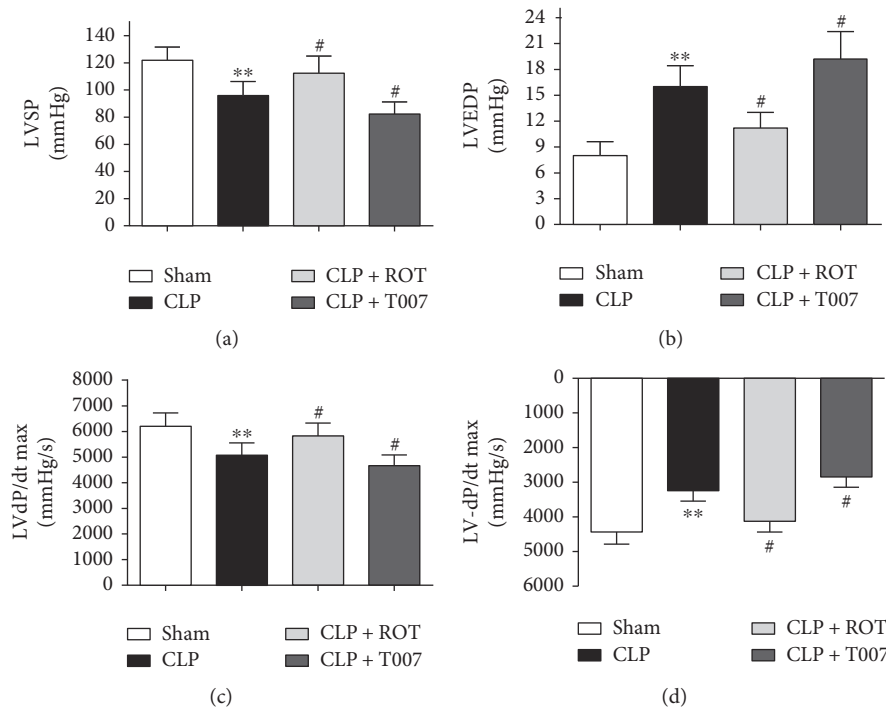 LVSP
(mmHg)
140
120
100
80
60
40
20
0
**
#
#
Sham
CLP
CLP + ROT
CLP + T007
(a)
LVEDP
(mmHg)
24
21
18
15
12
9
6
3
0
**
#
#
Sham
CLP
CLP + ROT
CLP + T007
(b)
LVdP/dt max
(mmHg/s)
8000
7000
6000
5000
4000
3000
2000
1000
0
**
#
#
Sham
CLP
CLP + ROT
CLP + T007
(c)
LV-dP/dt max
(mmHg/s)
0
1000
2000
3000
4000
5000
6000
**
#
#
Sham
CLP
CLP + ROT
CLP + T007
(d)